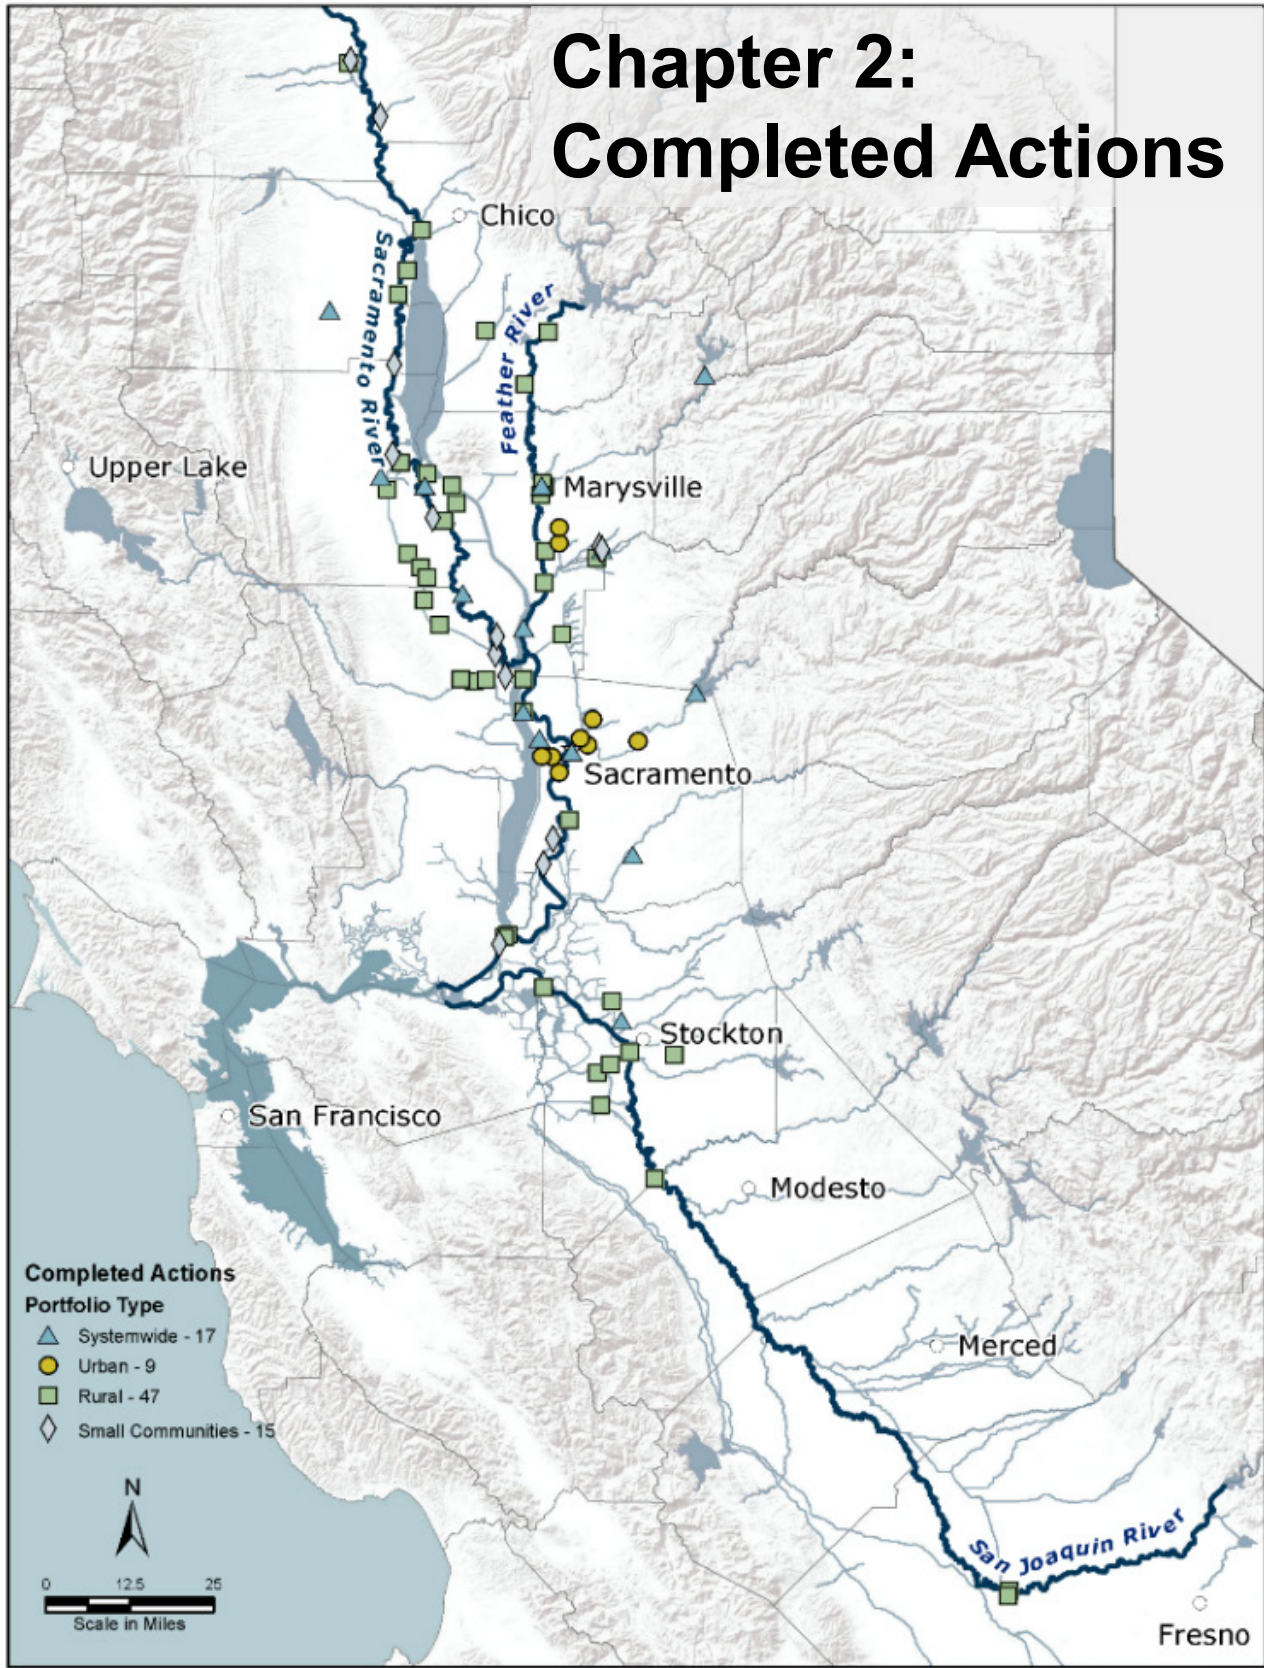 Chapter 2:
Completed Actions
Chico
Sacramento River
Feather River
Upper Lake
Marysville
Sacramento
Stockton
San Francisco
Modesto
Merced
San Joaquin River
Fresno
Completed Actions
Portfolio Type
Systemwide - 17
Urban - 9
Rural - 47
Small Communities - 15
N
0 12.5 25
Scale in Miles